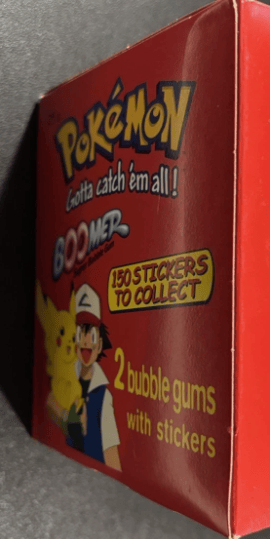 POKéMON
Gotta catch 'em all!
BOOMER
150 STICKERS
TO COLLECT
2 bubble gums
with stickers